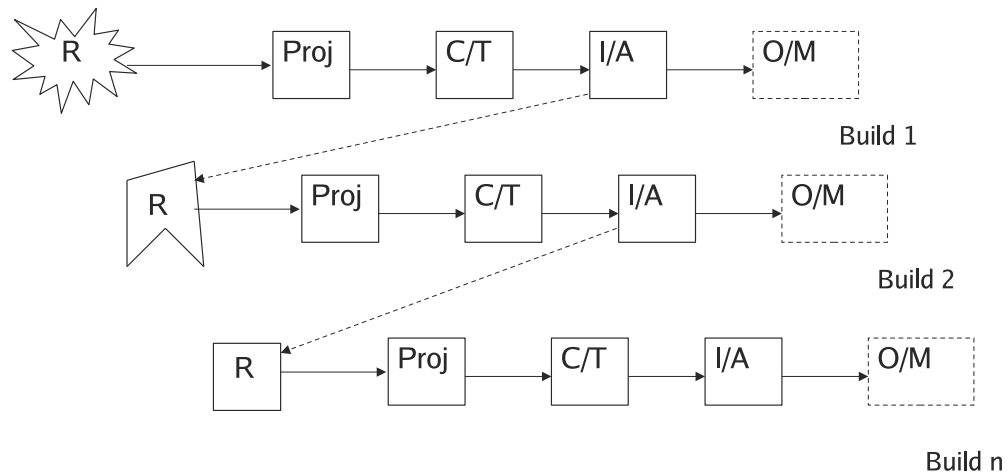 R
Proj
C/T
I/A
O/M
Build 1
R
Proj
C/T
I/A
O/M
Build 2
R
Proj
C/T
I/A
O/M
Build n